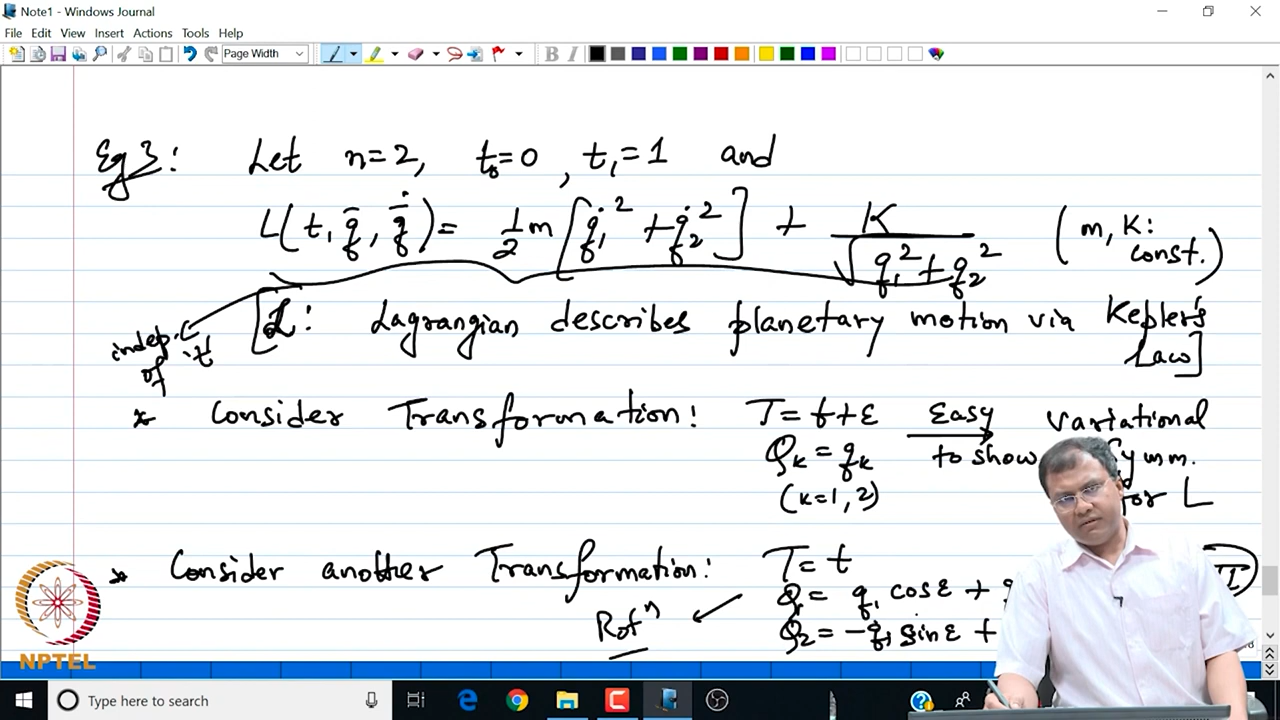 Note1 - Windows Journal
File Edit View Insert Actions Tools Help
Page Width
B I
Eg 3: Let n=2, t₀=0, t₁=1 and
L(t, q̄, q̄̇) = 1/2 m [q̇₁² + q̇₂²] + K/√(q₁² + q₂²) (m, K: const.)
[L: Lagrangian describes planetary motion via Keplers Law]
indep. of t
* Consider Transformation: T = t + ε Easy to show variational Symm. for L
Qₖ = qₖ
(k=1, 2)
* Consider another Transformation: T = t
Rotⁿ Q₁ = q₁ cos ε +
Q₂ = -q₁ sin ε +
NPTEL
Type here to search